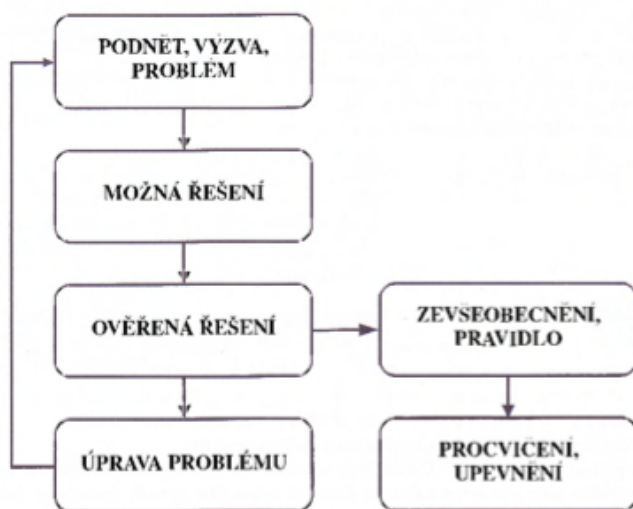 PODNĚT, VÝZVA,
PROBLÉM
MOŽNÁ ŘEŠENÍ
OVĚŘENÁ ŘEŠENÍ
ZEVŠEOBECNĚNÍ,
PRAVIDLO
ÚPRAVA PROBLÉMU
PROCVIČENÍ,
UPEVNĚNÍ